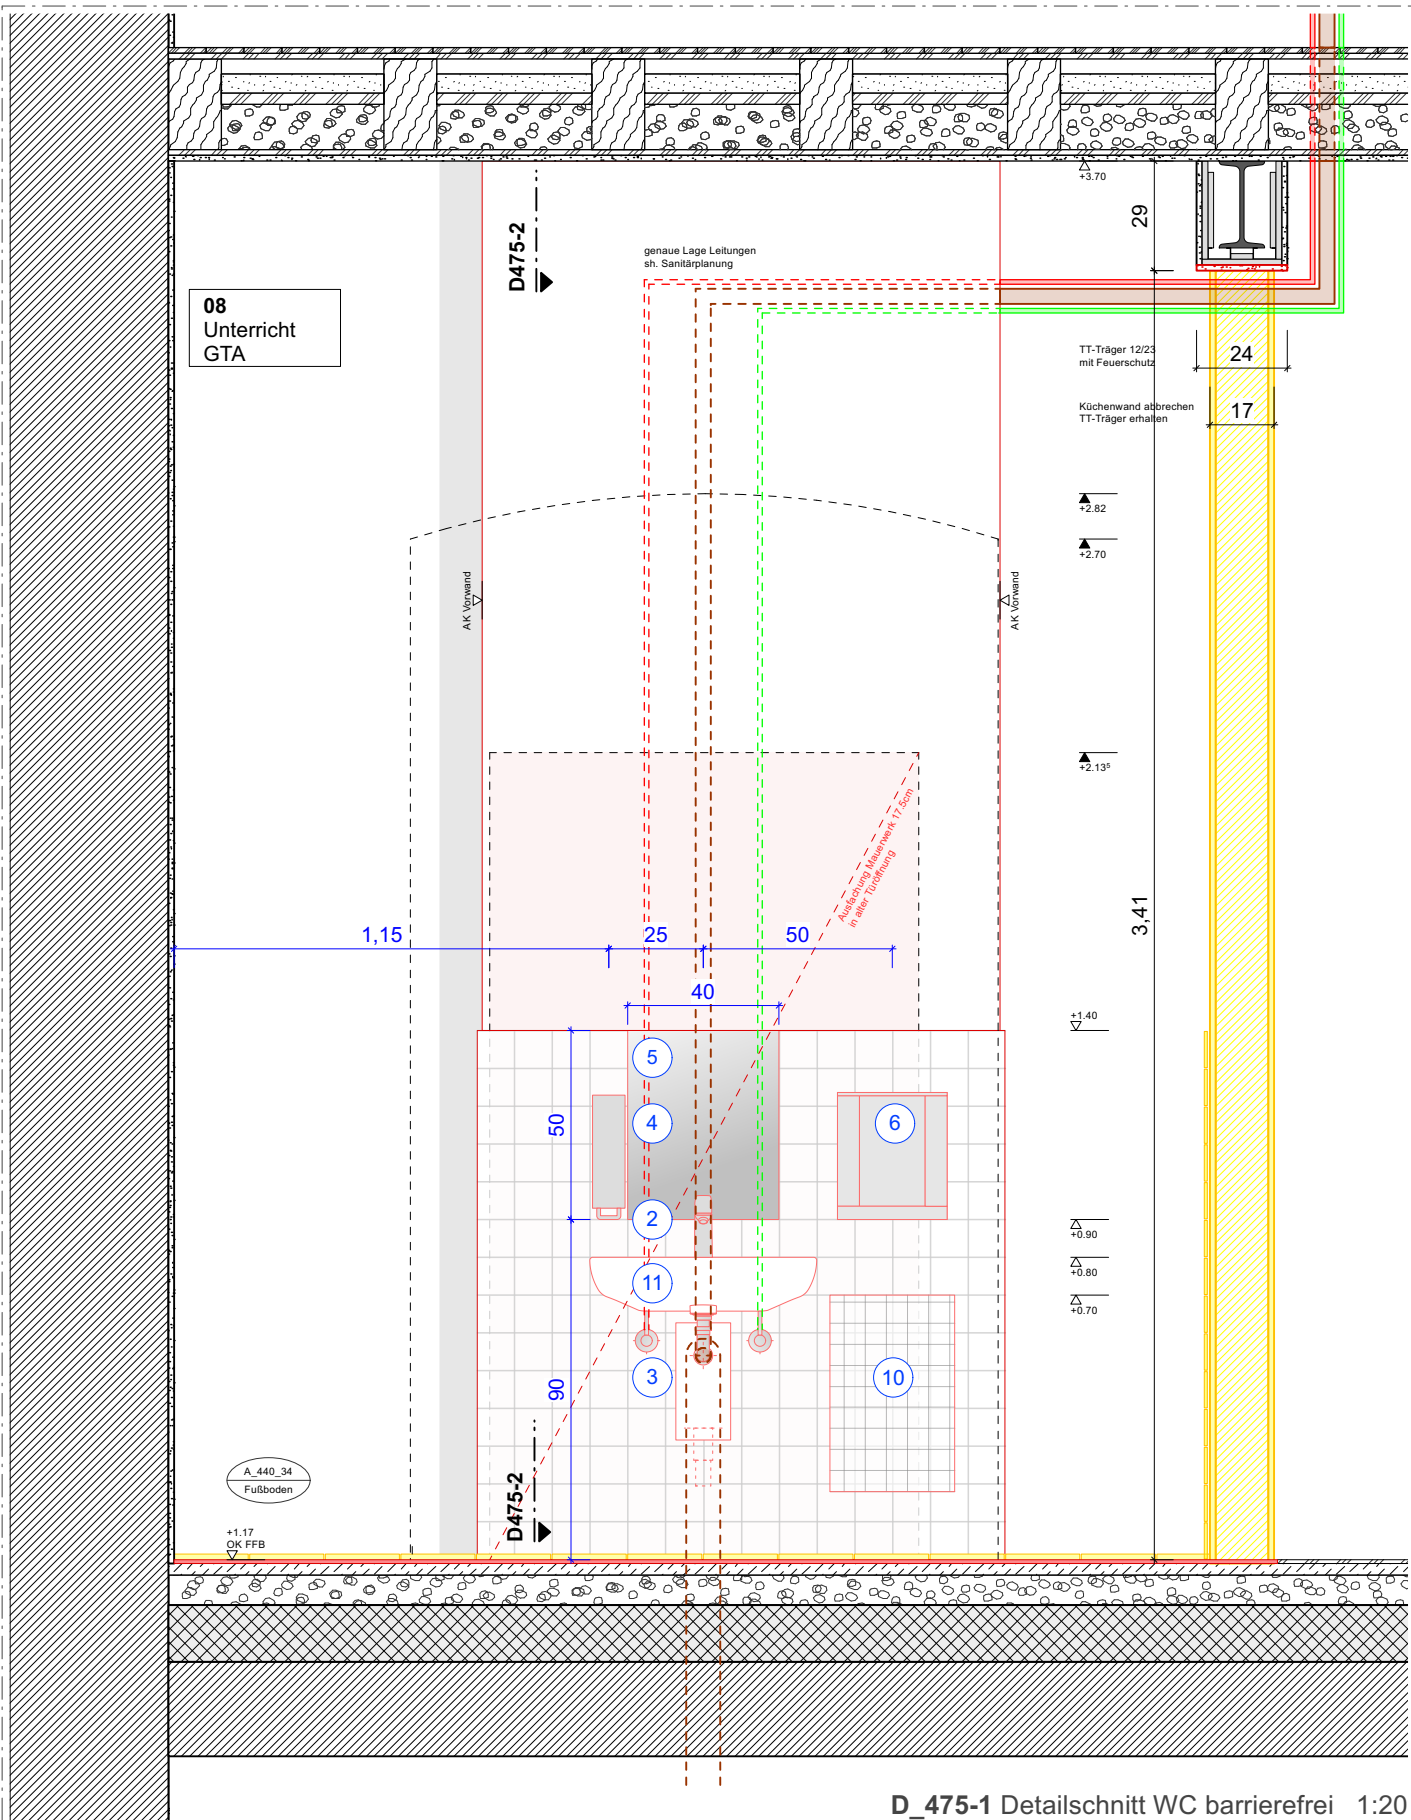 +3.70
29
D475-2
genaue Lage Leitungen
sh. Sanitärplanung
08
Unterricht
GTA
TT-Träger 12/23
mit Feuerschutz
24
Küchenwand abbrechen
TT-Träger erhalten
17
+2.82
+2.70
AK Vorwand
AK Vorwand
+2.13⁵
Ausfachung Mauerwerk 17.5cm
in alter Türöffnung
3,41
1,15
25
50
40
+1.40
5
50
4
6
2
+0.90
+0.80
11
+0.70
3
10
90
A_440_34
Fußboden
D475-2
+1.17
OK FFB
D_475-1 Detailschnitt WC barrierefrei 1:20